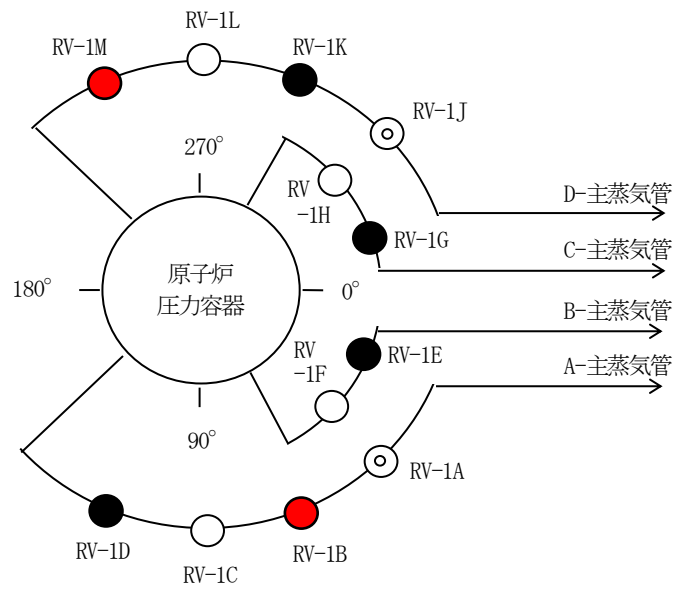 RV-1L
RV-1M
RV-1K
RV-1J
270°
RV
-1H
D-主蒸気管
RV-1G
C-主蒸気管
原子炉
圧力容器
180°
0°
B-主蒸気管
RV
-1F
RV-1E
A-主蒸気管
90°
RV-1A
RV-1D
RV-1B
RV-1C